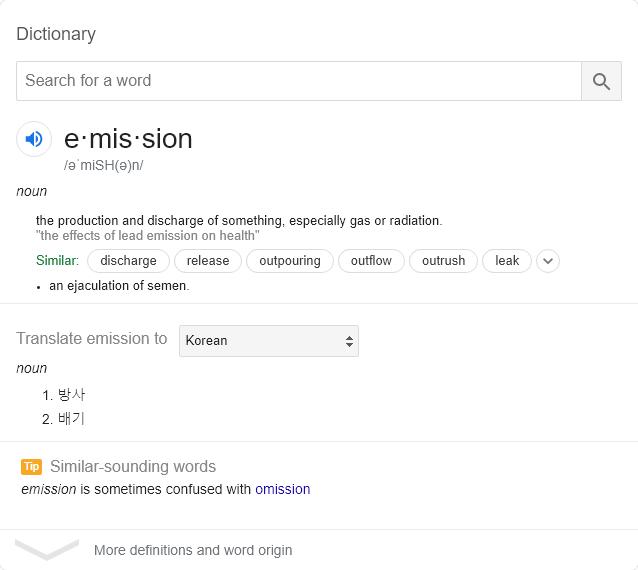 Dictionary
Search for a word
e·mis·sion
/əˈmiSH(ə)n/
noun
the production and discharge of something, especially gas or radiation.
"the effects of lead emission on health"
Similar: discharge release outpouring outflow outrush leak
• an ejaculation of semen.
Translate emission to Korean
noun
1. 방사
2. 배기
Tip Similar-sounding words
emission is sometimes confused with omission
More definitions and word origin